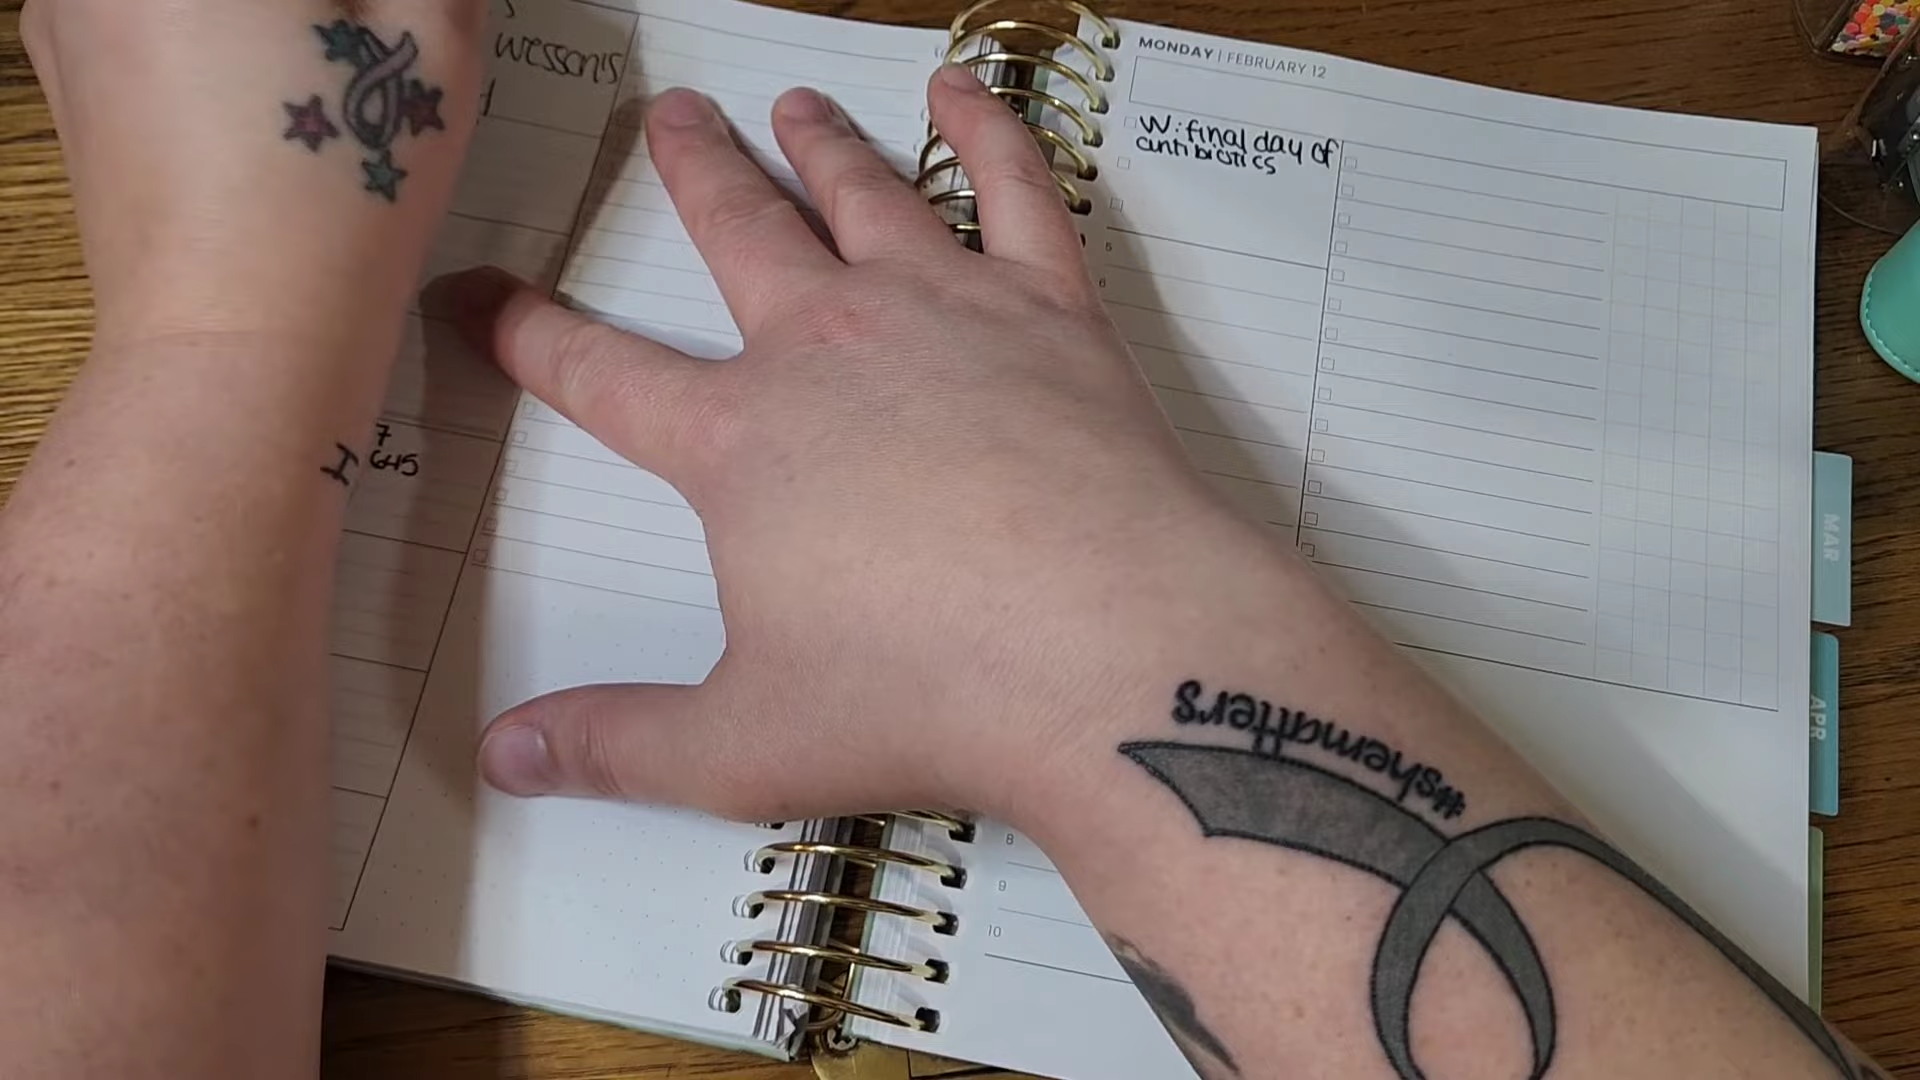 wesson's
7
645
MONDAY | FEBRUARY 12
W: final day of
antibiotics
5
6
8
9
10
#shematters
MAR
APR